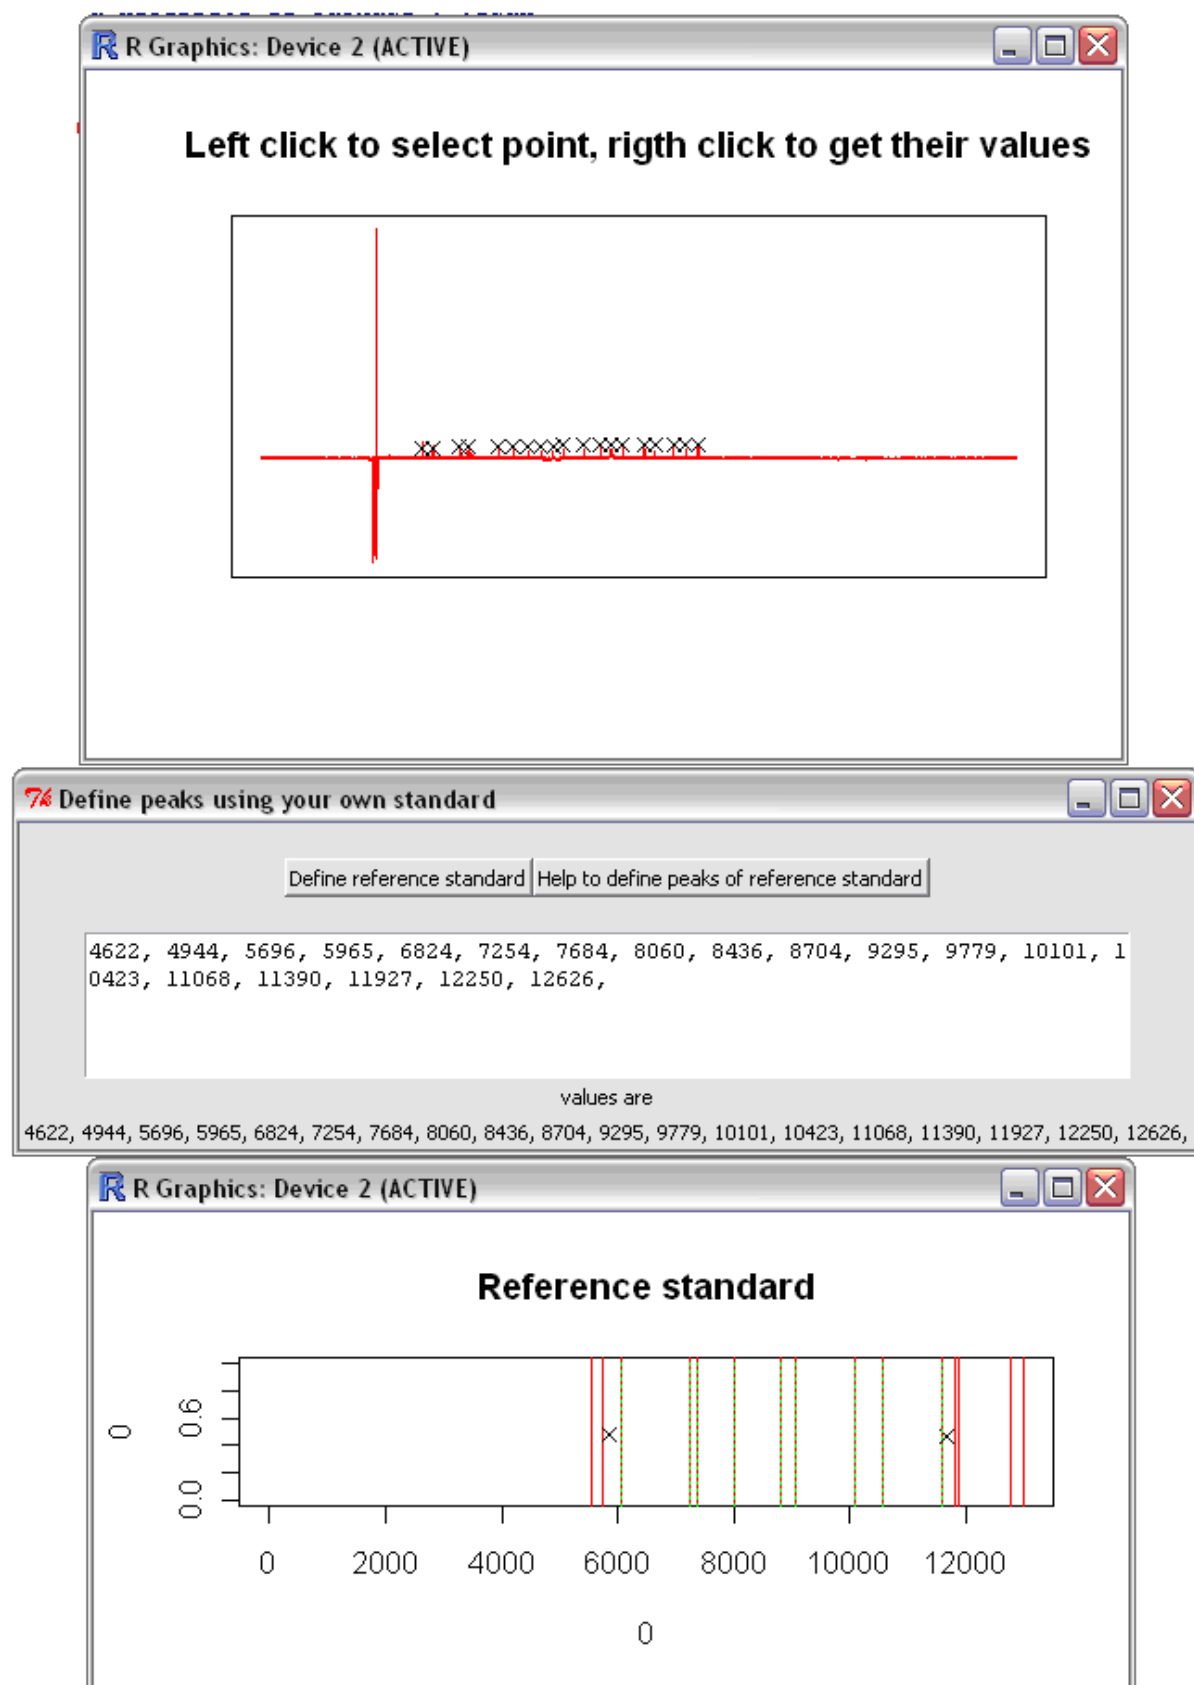 R Graphics: Device 2 (ACTIVE)
Left click to select point, rigth click to get their values
Define peaks using your own standard
Define reference standard Help to define peaks of reference standard
4622, 4944, 5696, 5965, 6824, 7254, 7684, 8060, 8436, 8704, 9295, 9779, 10101, 1
0423, 11068, 11390, 11927, 12250, 12626,
values are
4622, 4944, 5696, 5965, 6824, 7254, 7684, 8060, 8436, 8704, 9295, 9779, 10101, 10423, 11068, 11390, 11927, 12250, 12626,
R Graphics: Device 2 (ACTIVE)
Reference standard
0
0.6
0.0
0 2000 4000 6000 8000 10000 12000
0